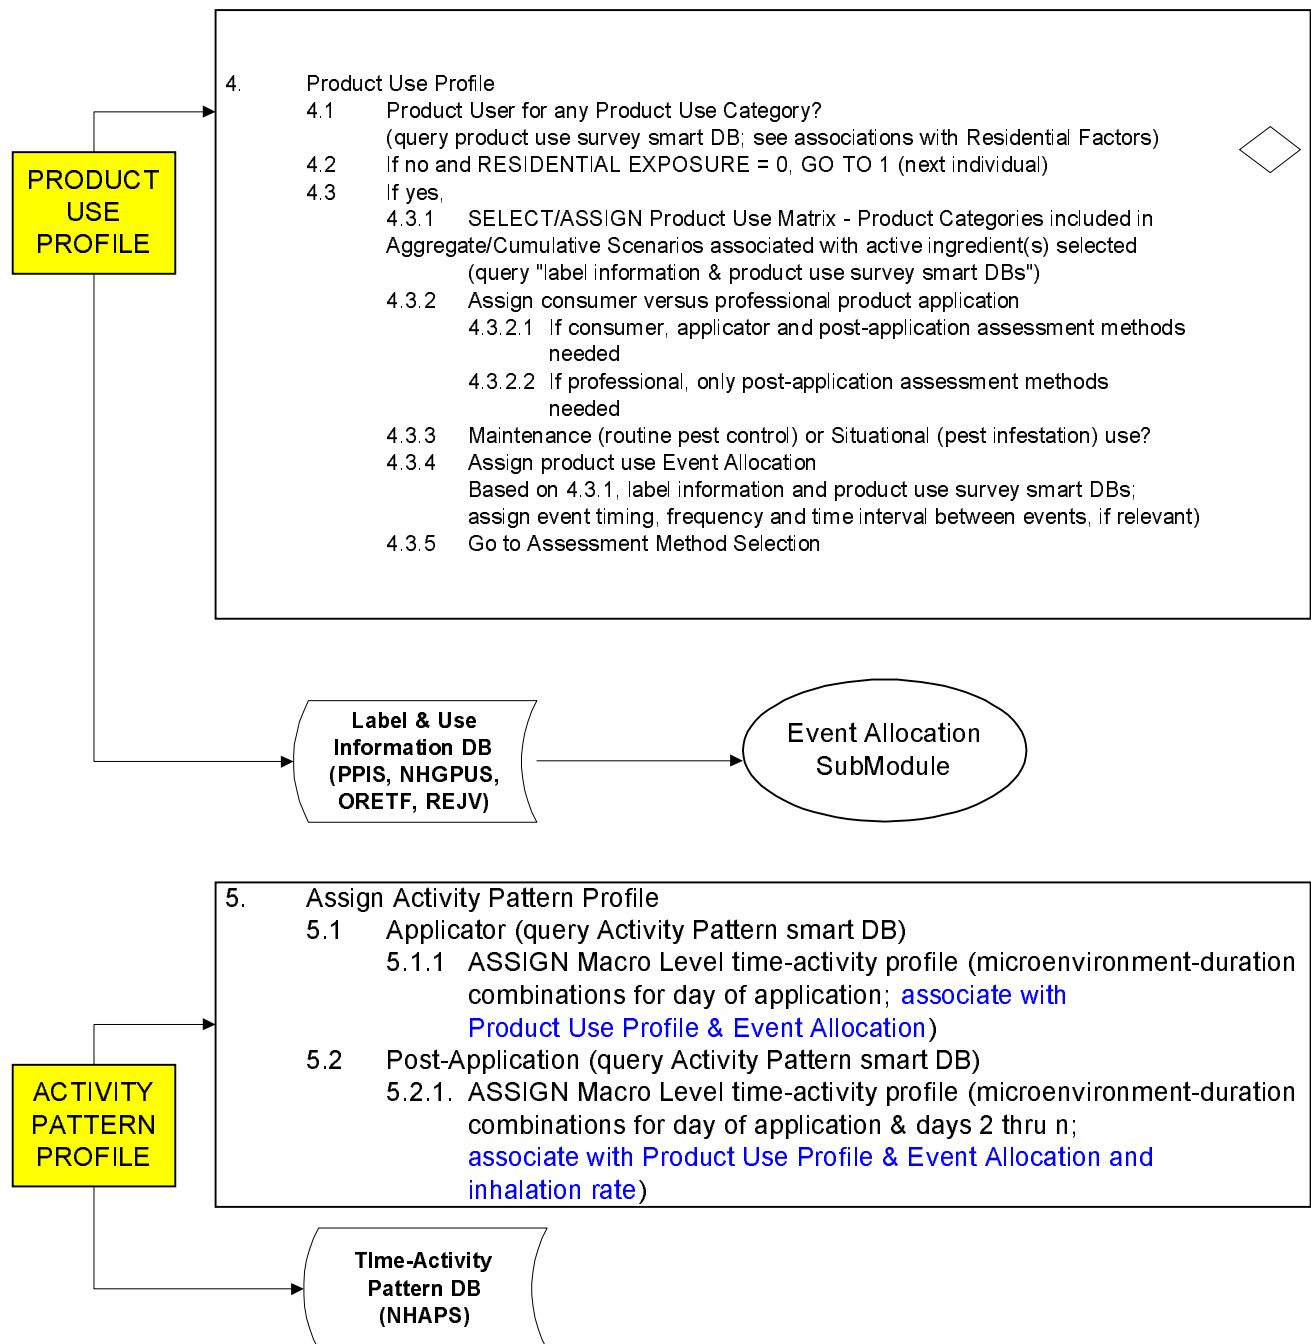 PRODUCT
USE
PROFILE
4. Product Use Profile
4.1 Product User for any Product Use Category?
(query product use survey smart DB; see associations with Residential Factors)
4.2 If no and RESIDENTIAL EXPOSURE = 0, GO TO 1 (next individual)
4.3 If yes,
4.3.1 SELECT/ASSIGN Product Use Matrix - Product Categories included in
Aggregate/Cumulative Scenarios associated with active ingredient(s) selected
(query "label information & product use survey smart DBs")
4.3.2 Assign consumer versus professional product application
4.3.2.1 If consumer, applicator and post-application assessment methods
needed
4.3.2.2 If professional, only post-application assessment methods
needed
4.3.3 Maintenance (routine pest control) or Situational (pest infestation) use?
4.3.4 Assign product use Event Allocation
Based on 4.3.1, label information and product use survey smart DBs;
assign event timing, frequency and time interval between events, if relevant)
4.3.5 Go to Assessment Method Selection
Label & Use
Information DB
(PPIS, NHGPUS,
ORETF, REJV)
Event Allocation
SubModule
ACTIVITY
PATTERN
PROFILE
5. Assign Activity Pattern Profile
5.1 Applicator (query Activity Pattern smart DB)
5.1.1 ASSIGN Macro Level time-activity profile (microenvironment-duration
combinations for day of application; associate with
Product Use Profile & Event Allocation)
5.2 Post-Application (query Activity Pattern smart DB)
5.2.1. ASSIGN Macro Level time-activity profile (microenvironment-duration
combinations for day of application & days 2 thru n;
associate with Product Use Profile & Event Allocation and
inhalation rate)
TIme-Activity
Pattern DB
(NHAPS)